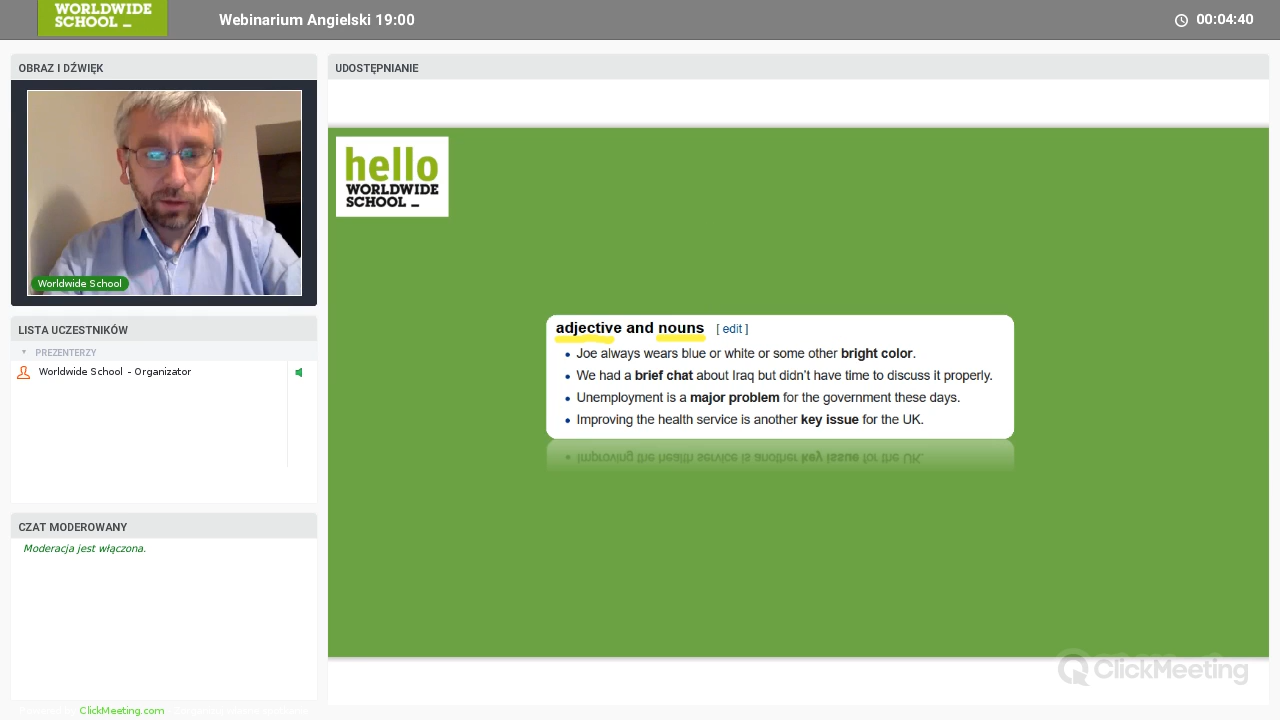 WORLDWIDE
SCHOOL _
Webinarium Angielski 19:00
00:04:40
OBRAZ I DŹWIĘK
Worldwide School
LISTA UCZESTNIKÓW
PREZENTERZY
Worldwide School - Organizator
CZAT MODEROWANY
Moderacja jest włączona.
ClickMeeting.com
UDOSTĘPNIANIE
hello
WORLDWIDE
SCHOOL _
adjective and nouns [ edit ]
• Joe always wears blue or white or some other bright color.
• We had a brief chat about Iraq but didn't have time to discuss it properly.
• Unemployment is a major problem for the government these days.
• Improving the health service is another key issue for the UK.
ClickMeeting